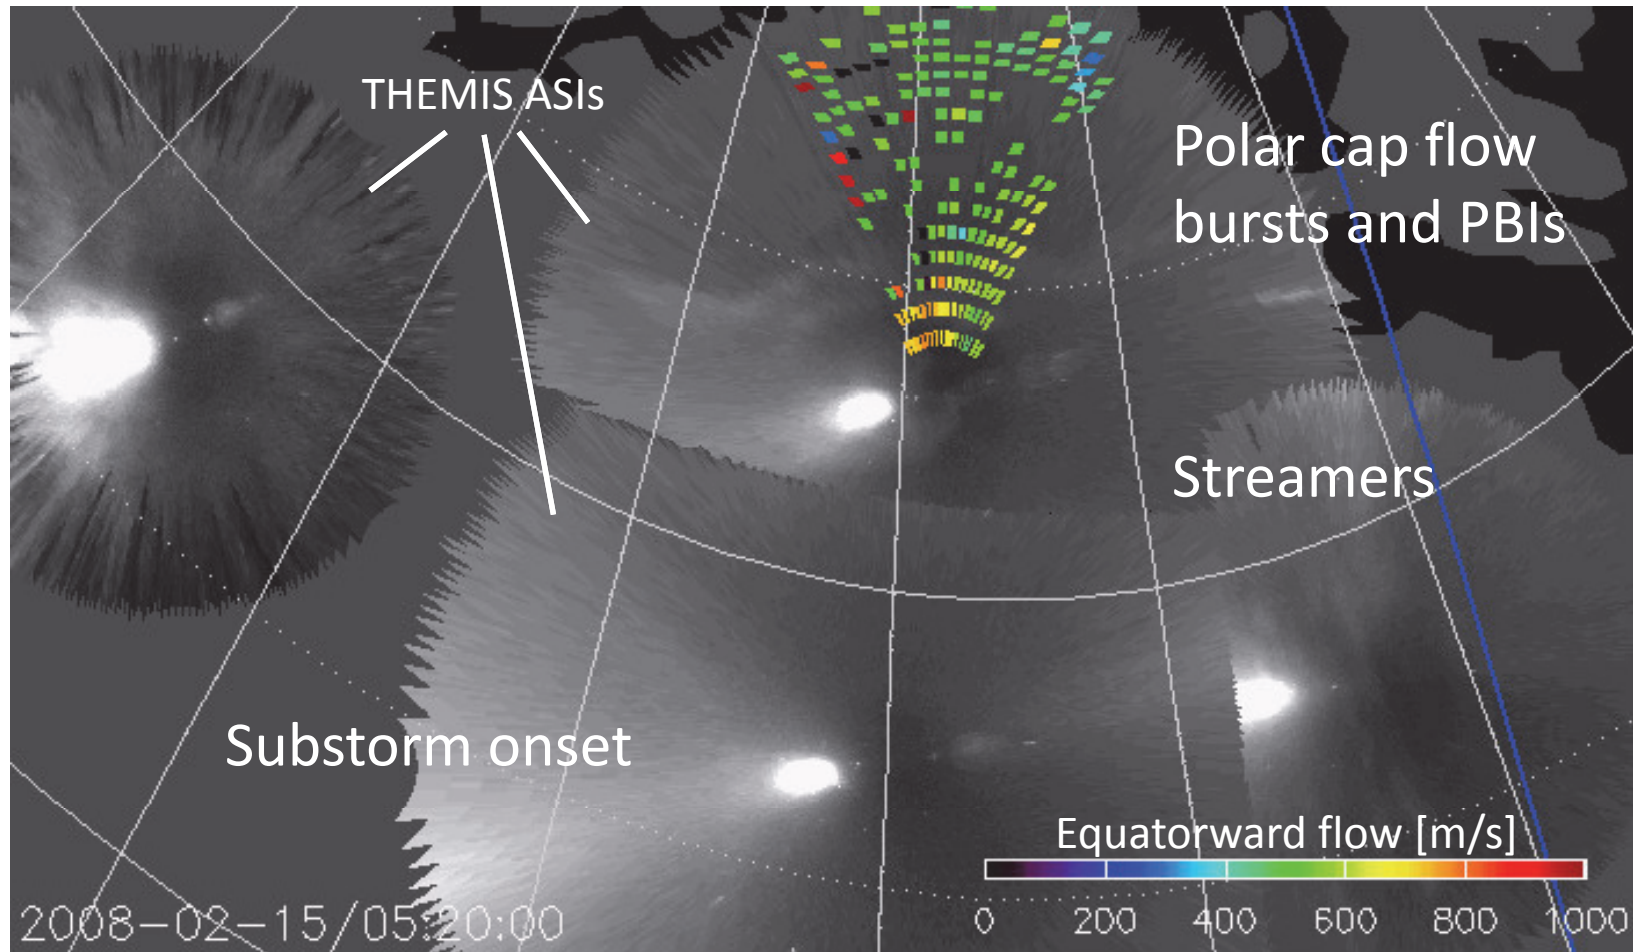 THEMIS ASIs
Polar cap flow
bursts and PBIs
Streamers
Substorm onset
Equatorward flow [m/s]
0 200 400 600 800 1000
2008-02-15/05:20:00